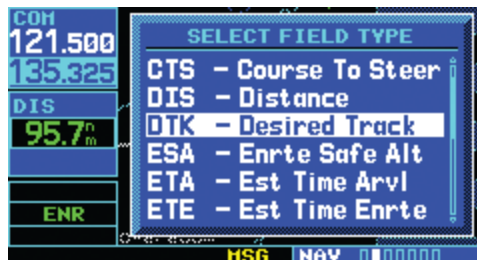 COM
121.500
135.325
DIS
95.7nm
ENR
SELECT FIELD TYPE
CTS – Course To Steer
DIS – Distance
DTK – Desired Track
ESA – Enrte Safe Alt
ETA – Est Time Arvl
ETE – Est Time Enrte
MSG NAV